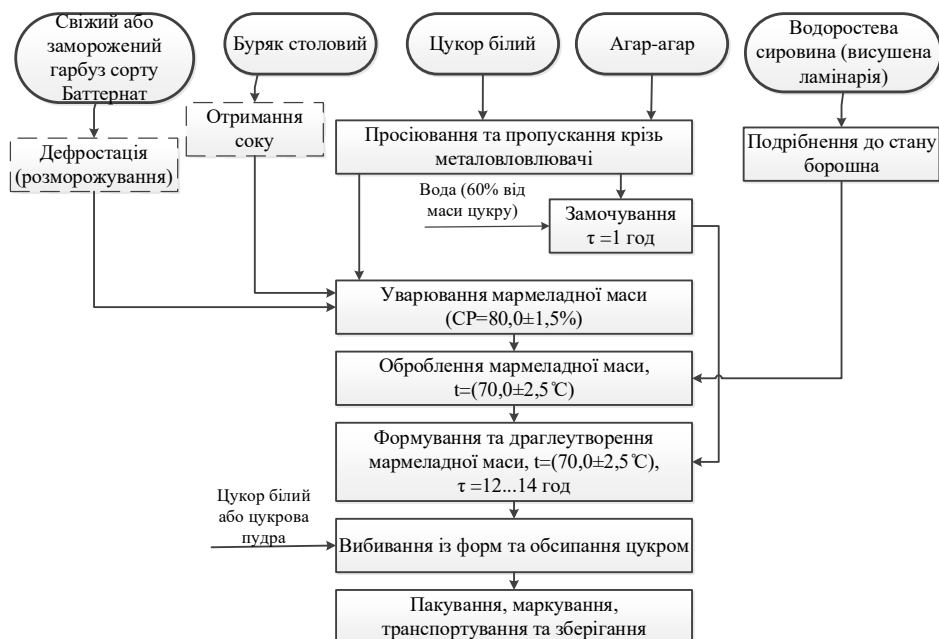 Свіжий або
заморожений
гарбуз сорту
Баттернат
Буряк столовий
Цукор білий
Агар-агар
Водоростева
сировина (висушена
ламінарія)
Отримання
соку
Дефростація
(розморожування)
Просіювання та пропускання крізь
металовловлювачі
Подрібнення до стану
борошна
Вода (60% від
маси цукру)
Замочування
τ =1 год
Уварювання мармеладної маси
(СР=80,0±1,5%)
Оброблення мармеладної маси,
t=(70,0±2,5℃)
Формування та драглеутворення
мармеладної маси, t=(70,0±2,5℃),
τ =12...14 год
Цукор білий
або цукрова
пудра
Вибивання із форм та обсипання цукром
Пакування, маркування,
транспортування та зберігання